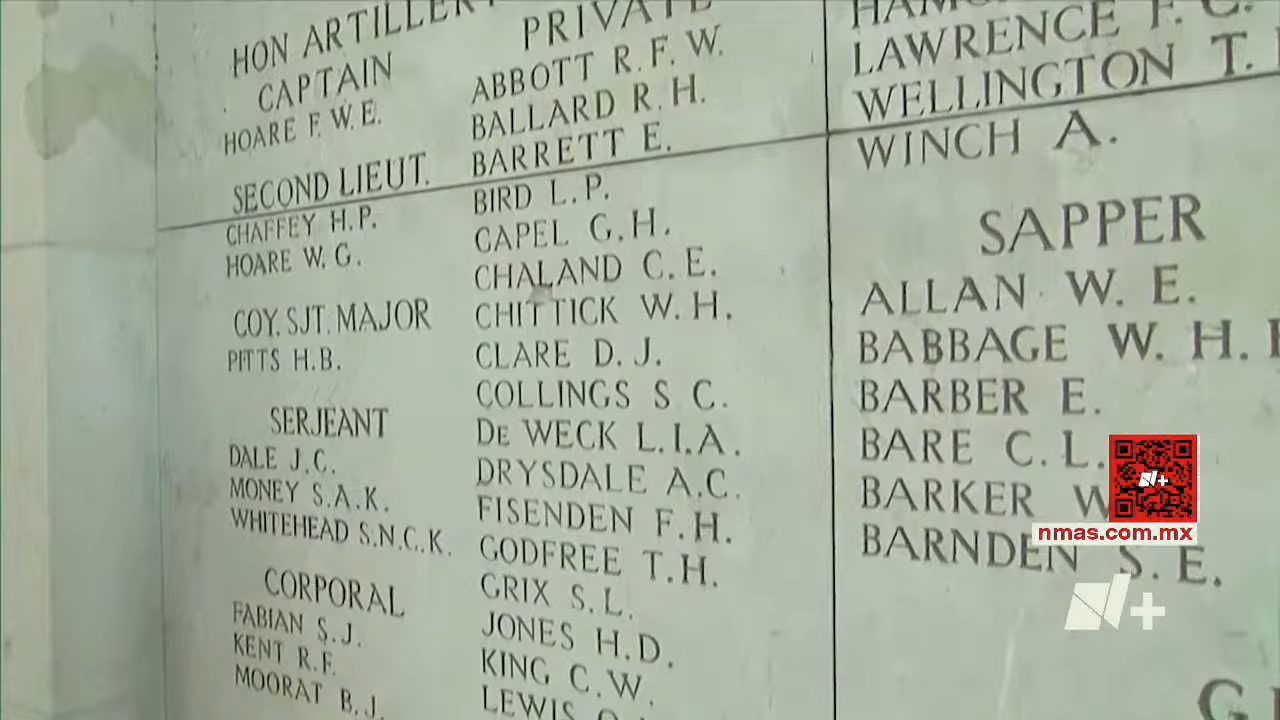 HON ARTILLERY
CAPTAIN
HOARE F. W. E.
SECOND LIEUT.
CHAFFEY H. P.
HOARE W. G.
COY. SJT. MAJOR
PITTS H. B.
SERJEANT
DALE J. C.
MONEY S. A. K.
WHITEHEAD S. N. C. K.
CORPORAL
FABIAN S. J.
KENT R. F.
MOORAT B. J.
PRIVATE
ABBOTT R. F. W.
BALLARD R. H.
BARRETT E.
BIRD L. P.
CAPEL G. H.
CHALAND C. E.
CHITTICK W. H.
CLARE D. J.
COLLINGS S C.
De WECK L. I. A.
DRYSDALE A. C.
FISENDEN F. H.
GODFREE T. H.
GRIX S. L.
JONES H. D.
KING C. W.
LEWIS
LAWRENCE F. C.
WELLINGTON T.
WINCH A.
SAPPER
ALLAN W. E.
BABBAGE W. H.
BARBER E.
BARE C. L.
BARKER W
BARNDEN S. E.
nmas.com.mx
N+